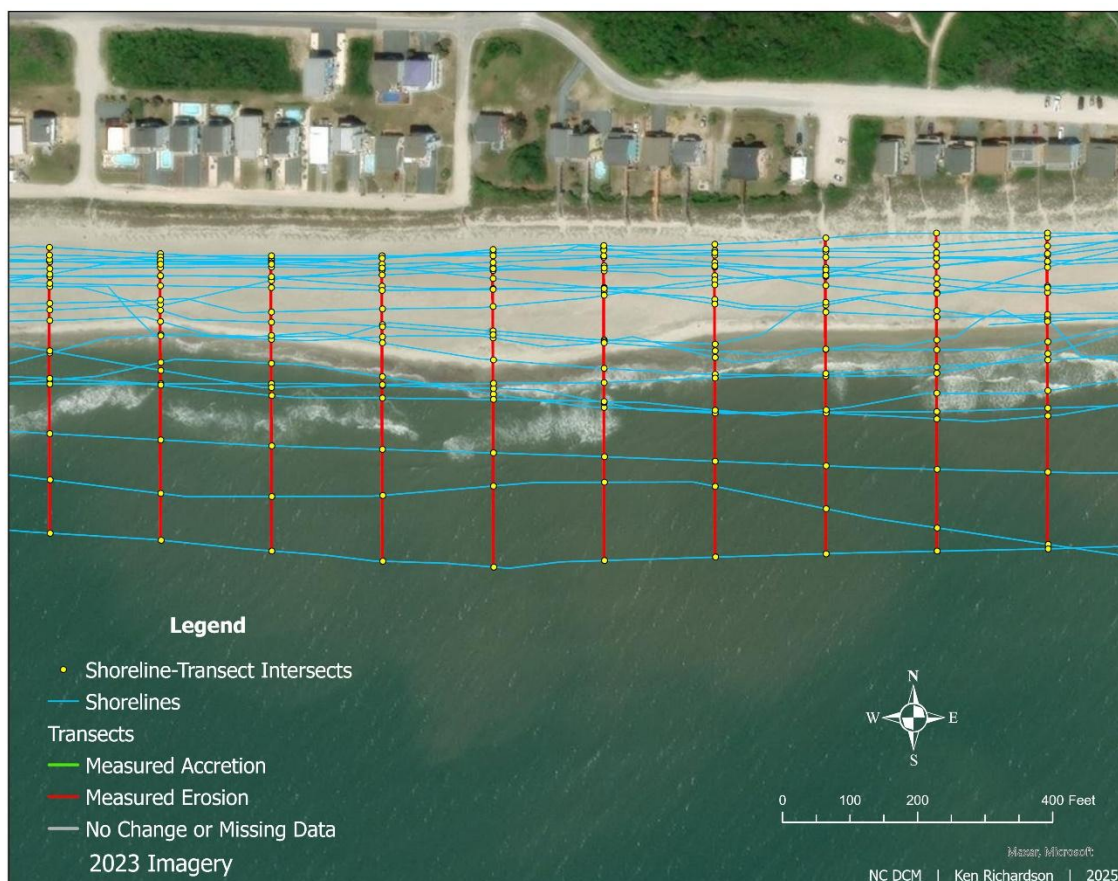 Legend
Shoreline-Transect Intersects
Shorelines
Transects
Measured Accretion
Measured Erosion
No Change or Missing Data
2023 Imagery
N
W E
S
0 100 200 400 Feet
Maxar, Microsoft
NC DCM | Ken Richardson | 2025